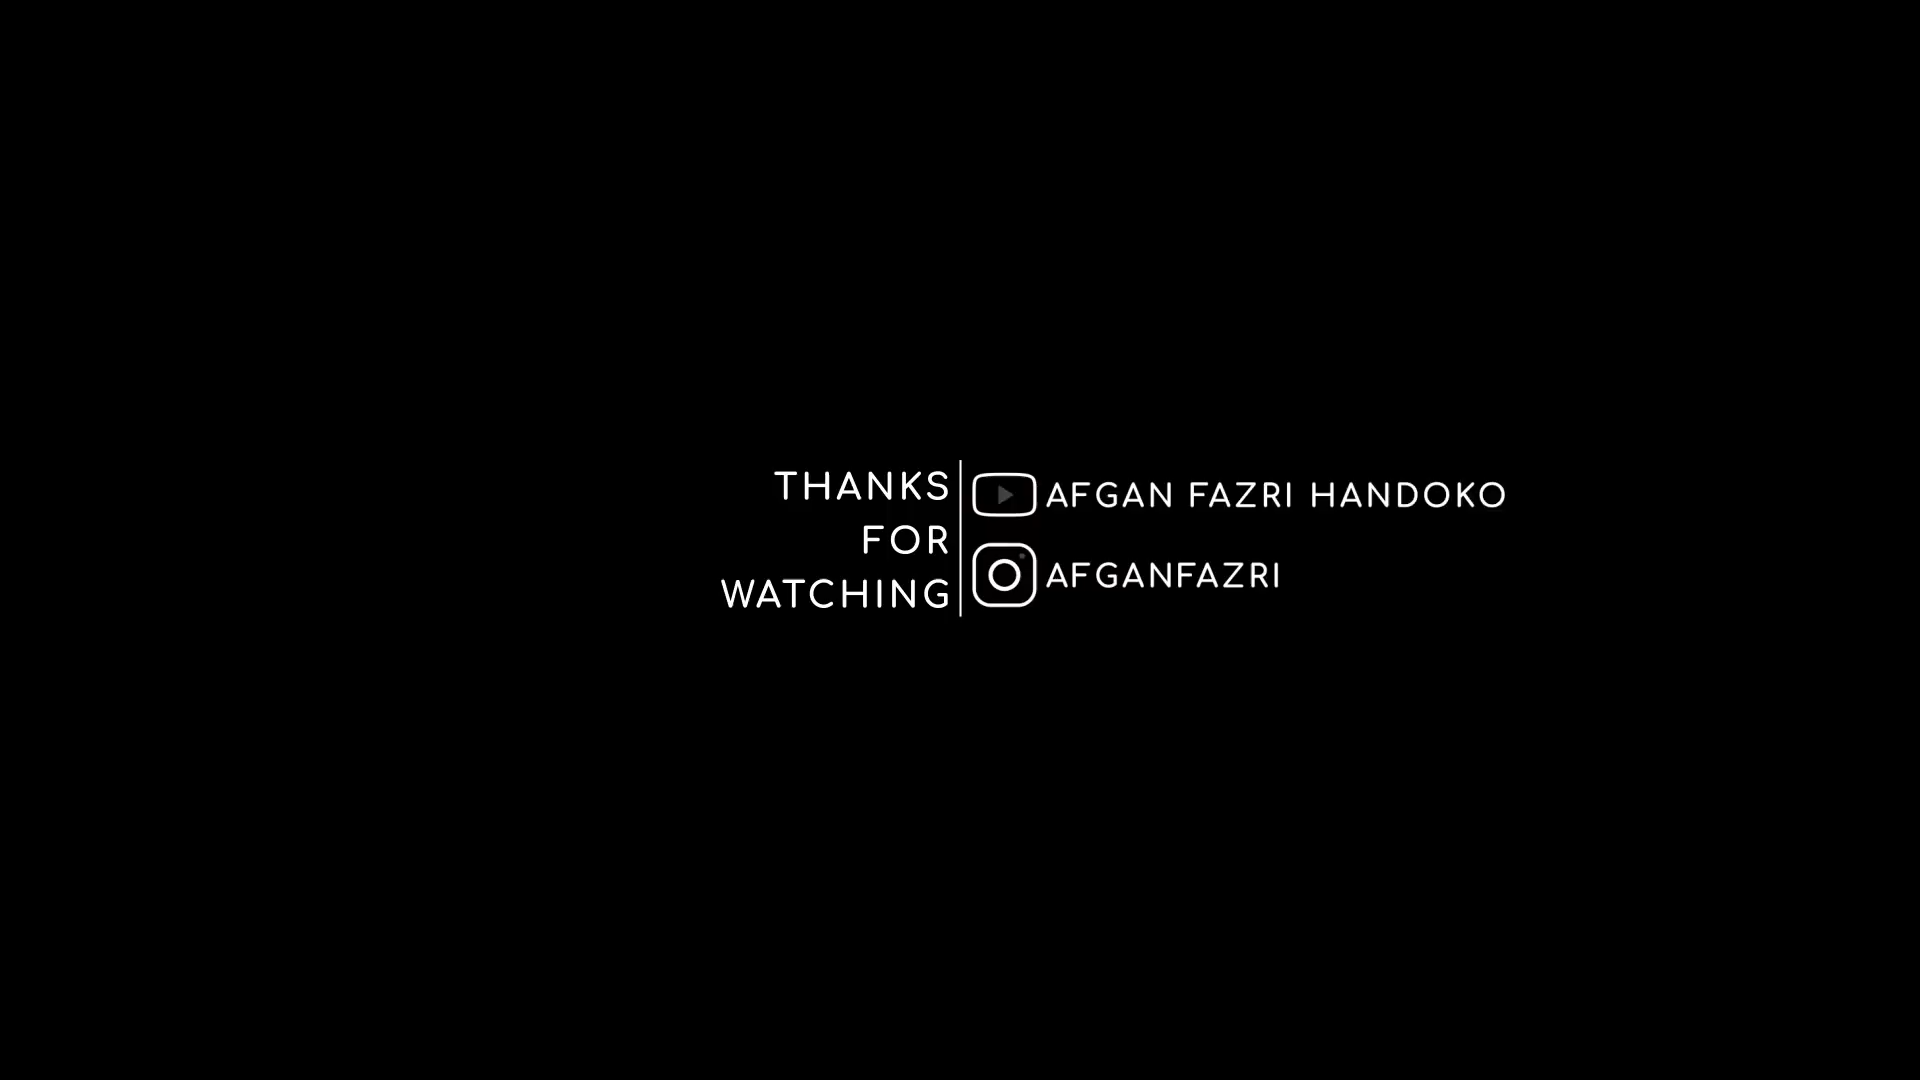 THANKS
FOR
WATCHING
AFGAN FAZRI HANDOKO
AFGANFAZRI